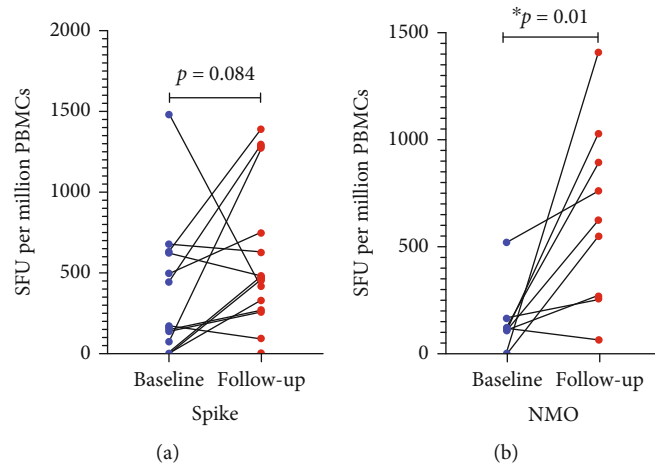 2000
1500
1000
500
0
SFU per million PBMCs
p = 0.084
Baseline Follow-up
Spike
(a)
1500
1000
500
0
SFU per million PBMCs
*p = 0.01
Baseline Follow-up
NMO
(b)